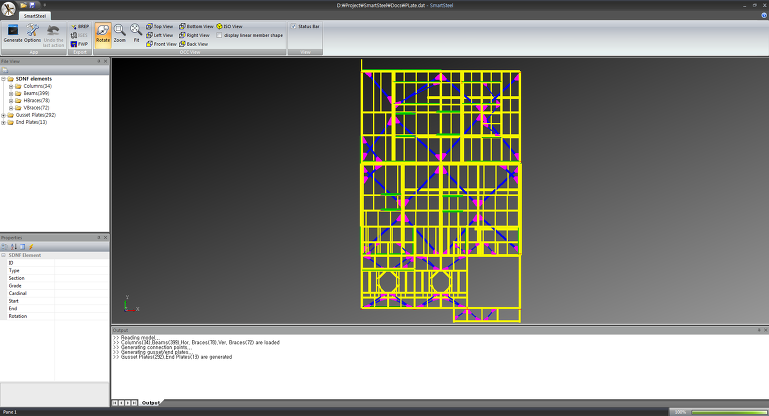 D:¥Project¥SmartSteel¥Docs¥PLate.dat - SmartSteel
SmartSteel
Generate
Options
Undo the last action
App
BREP
IGES
FWP
Export
Rotate
Zoom
Fit
Top View
Left View
Front View
Bottom View
Right View
Back View
ISO View
display linear member shape
OCC View
Status Bar
View
File View
SDNF elements
Columns(34)
Beams(399)
HBraces(78)
VBraces(72)
Gusset Plates(292)
End Plates(13)
Properties
SDNF Element
ID
Type
Section
Grade
Cardinal
Start
End
Rotation
Y
X
Output
>> Reading model...
>> Columns(34),Beams(399),Hor, Braces(78),Ver, Braces(72) are loaded
>> Generating connection points...
>> Generating gusset/end plates...
>> Gusset Plates(292),End Plates(13) are generated
Output
Pane 1
100%